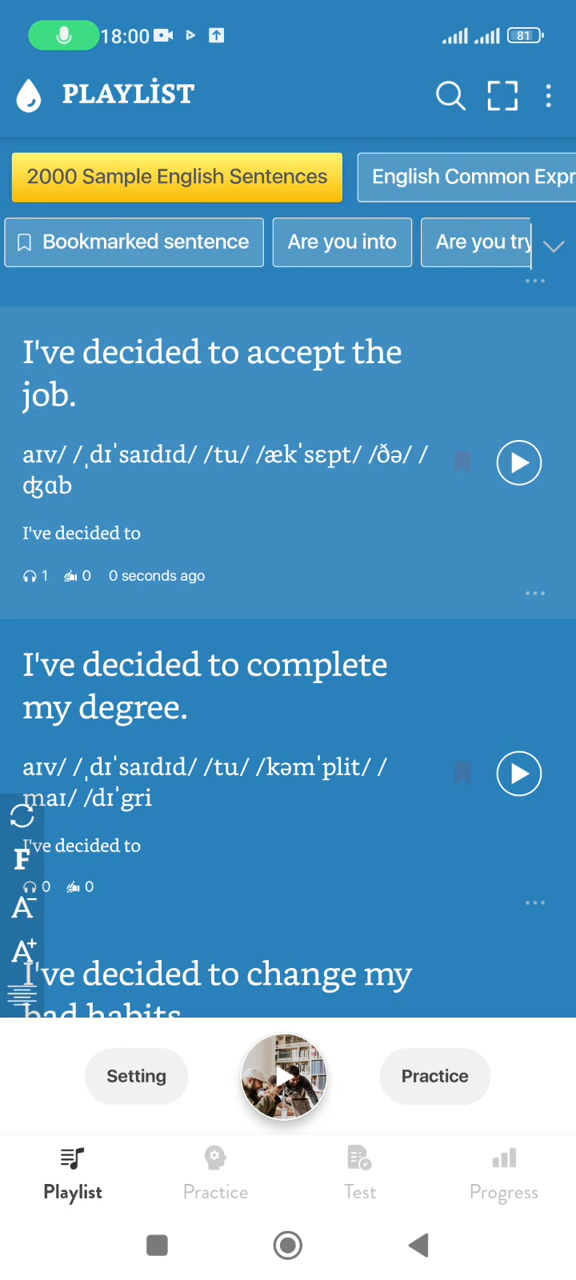 18:00
81
PLAYLİST
2000 Sample English Sentences
English Common Expr
Bookmarked sentence
Are you into
Are you try
I've decided to accept the
job.
aɪv/ /ˌdɪˈsaɪdɪd/ /tu/ /ækˈsɛpt/ /ðə/ /
ʤɑb
I've decided to
1 0 0 seconds ago
I've decided to complete
my degree.
aɪv/ /ˌdɪˈsaɪdɪd/ /tu/ /kəmˈplit/ /
maɪ/ /dɪˈgri
I've decided to
F
0 0
A-
A+
I've decided to change my
bad habits
Setting
Practice
Playlist
Practice
Test
Progress